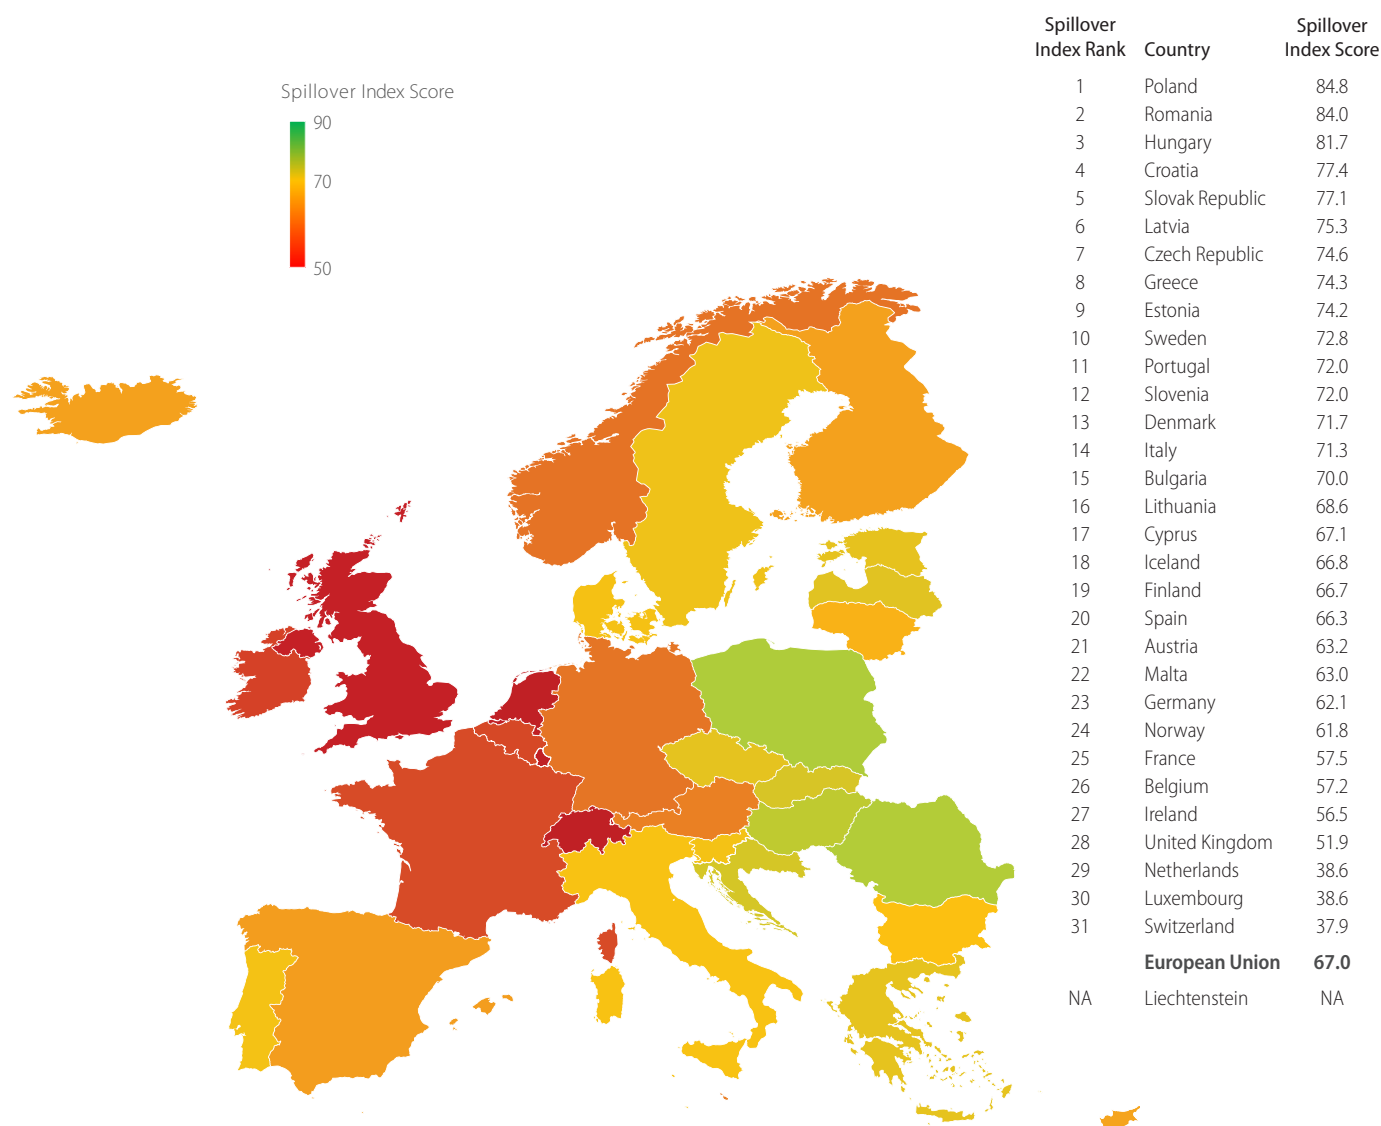 Spillover Index Score
90
70
50
Spillover Index Rank Country Spillover Index Score
1 Poland 84.8
2 Romania 84.0
3 Hungary 81.7
4 Croatia 77.4
5 Slovak Republic 77.1
6 Latvia 75.3
7 Czech Republic 74.6
8 Greece 74.3
9 Estonia 74.2
10 Sweden 72.8
11 Portugal 72.0
12 Slovenia 72.0
13 Denmark 71.7
14 Italy 71.3
15 Bulgaria 70.0
16 Lithuania 68.6
17 Cyprus 67.1
18 Iceland 66.8
19 Finland 66.7
20 Spain 66.3
21 Austria 63.2
22 Malta 63.0
23 Germany 62.1
24 Norway 61.8
25 France 57.5
26 Belgium 57.2
27 Ireland 56.5
28 United Kingdom 51.9
29 Netherlands 38.6
30 Luxembourg 38.6
31 Switzerland 37.9
European Union 67.0
NA Liechtenstein NA